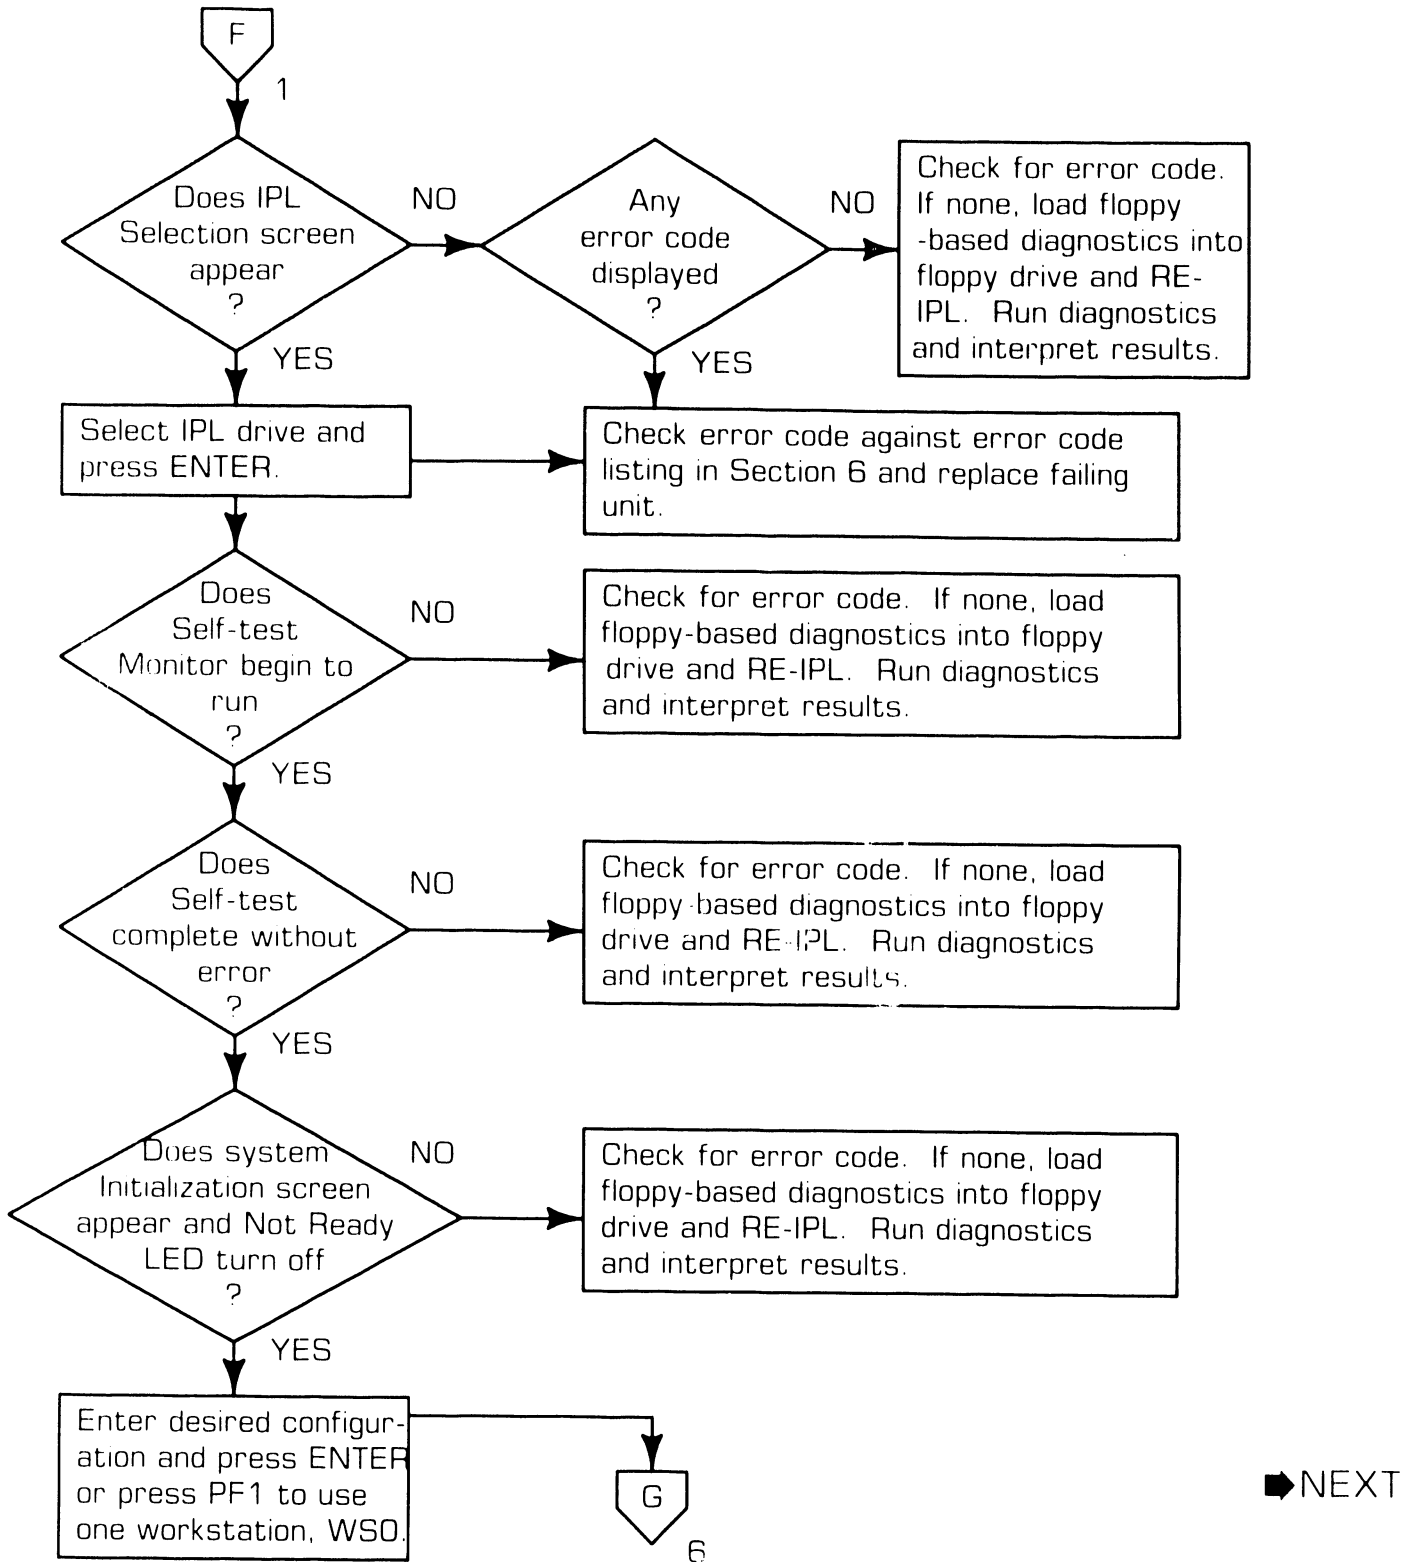 F
1
Does IPL
Selection screen
appear
?
NO
Any
error code
displayed
?
NO
Check for error code.
If none, load floppy
-based diagnostics into
floppy drive and RE-
IPL. Run diagnostics
and interpret results.
YES
YES
Select IPL drive and
press ENTER.
Check error code against error code
listing in Section 6 and replace failing
unit.
Does
Self-test
Monitor begin to
run
?
NO
Check for error code. If none, load
floppy-based diagnostics into floppy
drive and RE-IPL. Run diagnostics
and interpret results.
YES
Does
Self-test
complete without
error
?
NO
Check for error code. If none, load
floppy-based diagnostics into floppy
drive and RE-IPL. Run diagnostics
and interpret results.
YES
Does system
Initialization screen
appear and Not Ready
LED turn off
?
NO
Check for error code. If none, load
floppy-based diagnostics into floppy
drive and RE-IPL. Run diagnostics
and interpret results.
YES
Enter desired configur-
ation and press ENTER
or press PF1 to use
one workstation, WS0.
G
6
NEXT